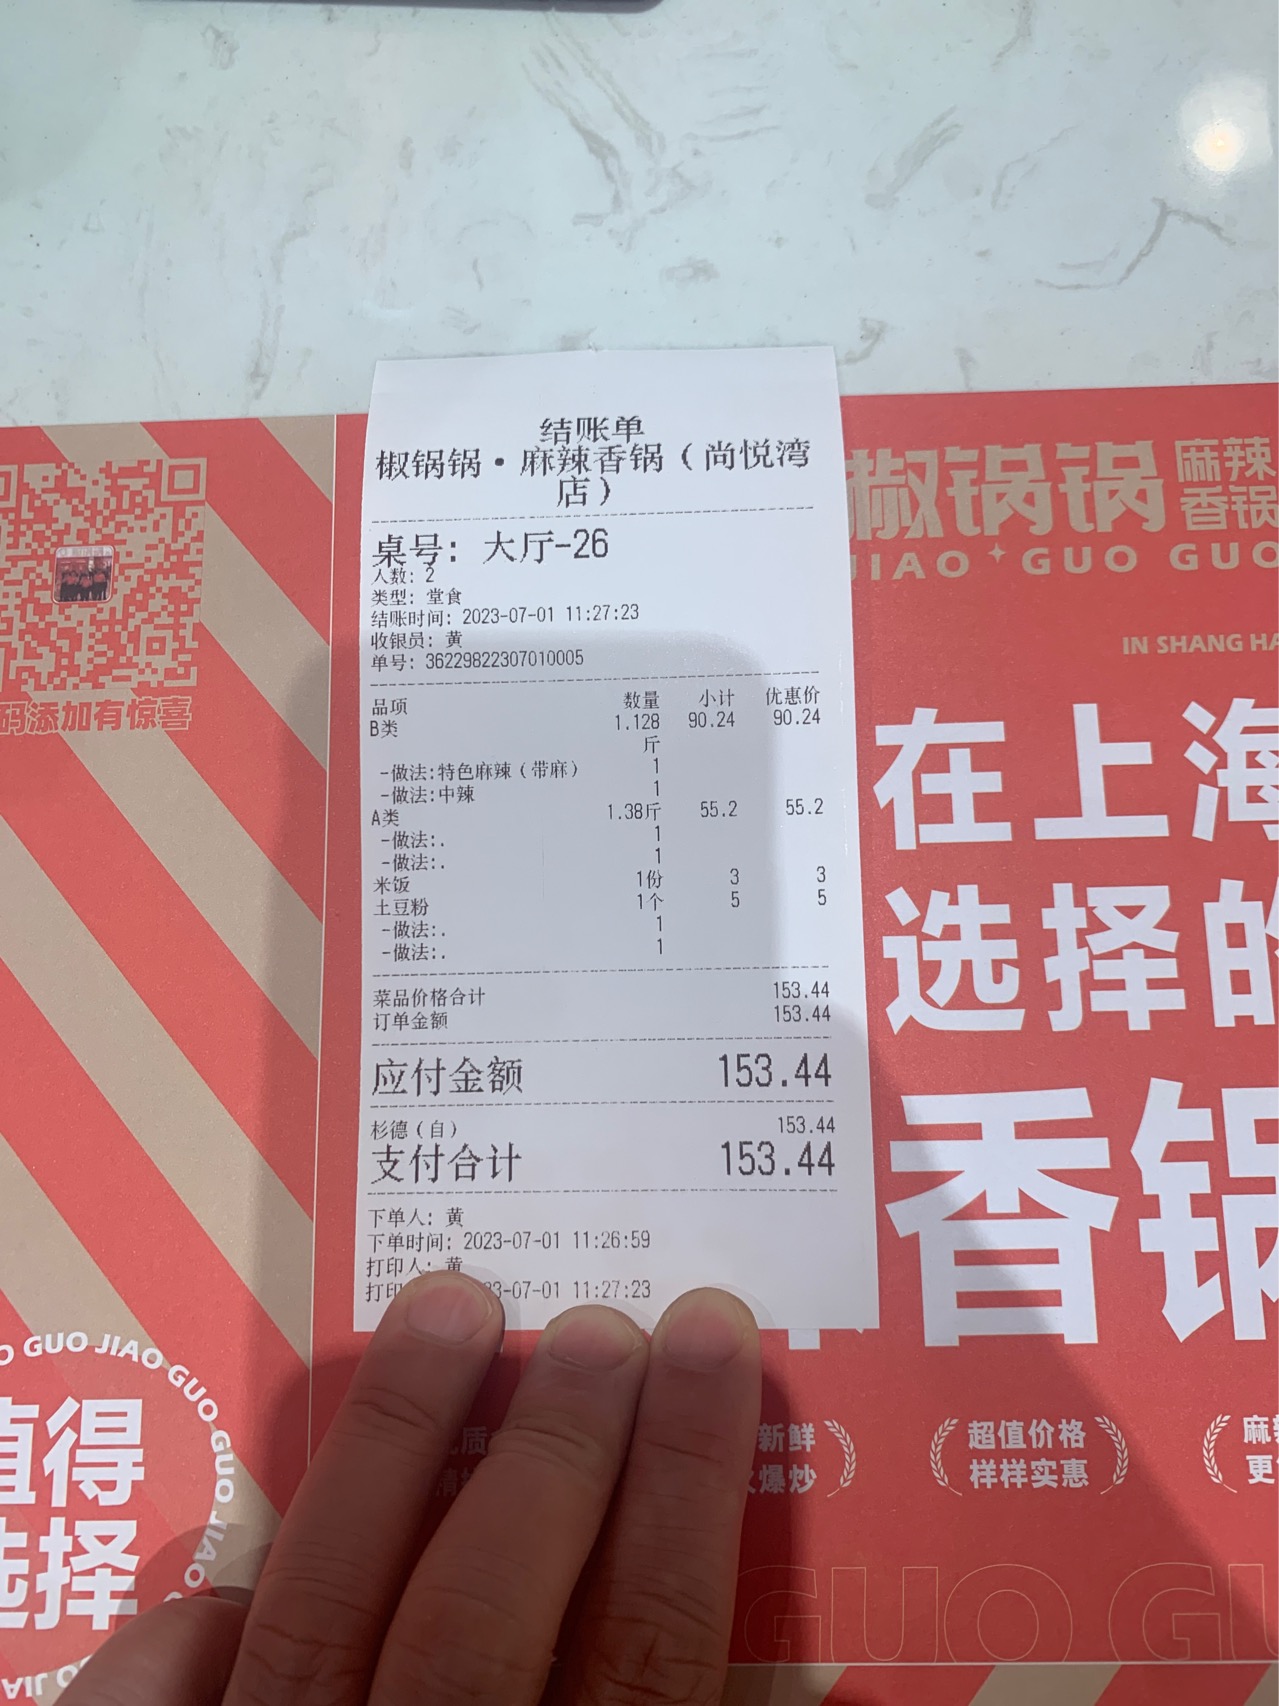 结账单
椒锅锅·麻辣香锅（尚悦湾
店）
桌号: 大厅-26
人数: 2
类型: 堂食
结账时间: 2023-07-01 11:27:23
收银员: 黄
单号: 36229822307010005
品项 数量 小计 优惠价
B类 1.128 90.24 90.24
斤
-做法:特色麻辣（带麻） 1
-做法:中辣 1
A类 1.38斤 55.2 55.2
-做法:. 1
-做法:. 1
米饭 1份 3 3
土豆粉 1个 5 5
-做法:. 1
-做法:. 1
菜品价格合计 153.44
订单金额 153.44
应付金额 153.44
杉德（自） 153.44
支付合计 153.44
下单人: 黄
下单时间: 2023-07-01 11:26:59
打印人: 黄
打印 23-07-01 11:27:23
码添加有惊喜
椒锅锅 麻辣
香锅
JIAO GUO GUO
IN SHANG HA
在上海
选择的
香锅
新鲜
爆炒
超值价格
样样实惠
麻
更
GUO JIAO GUO GUO JIAO
值得
选择
GUO GU